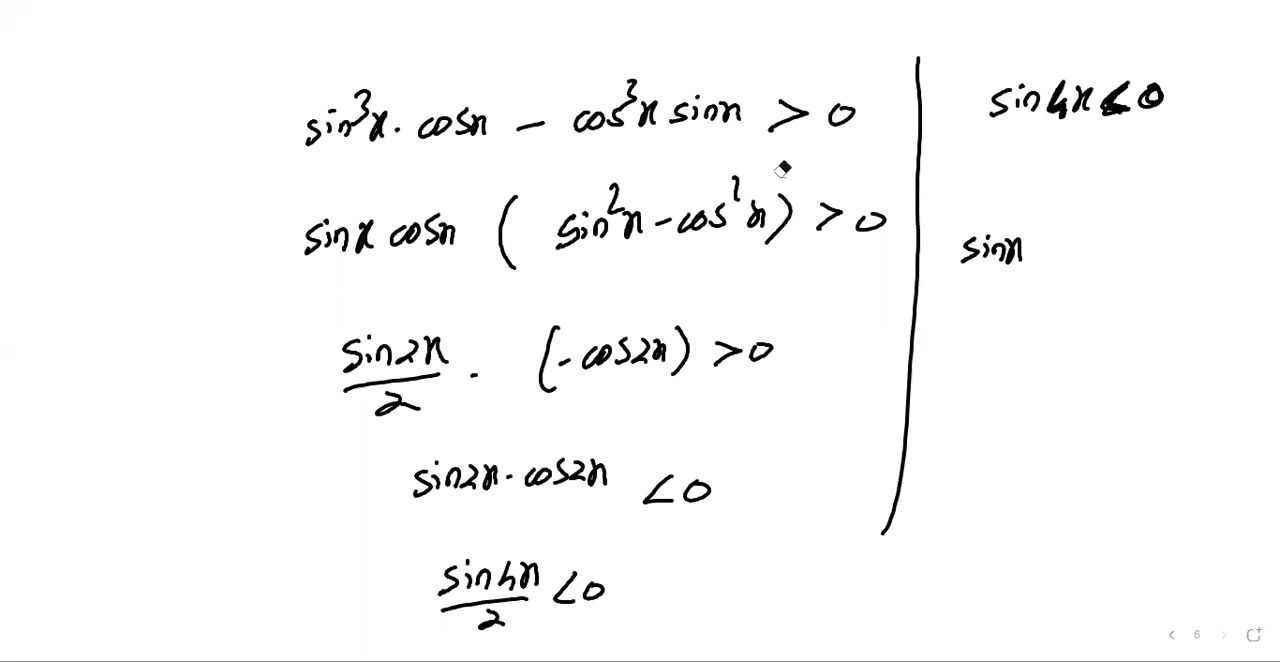 sin³x · cosx − cos³x sinx > 0
sinx cosx ( sin²x − cos²x ) > 0
sin2x/2 · (−cos2x) > 0
sin2x · cos2x < 0
sin4x/2 < 0
sin4x < 0
sinx
6